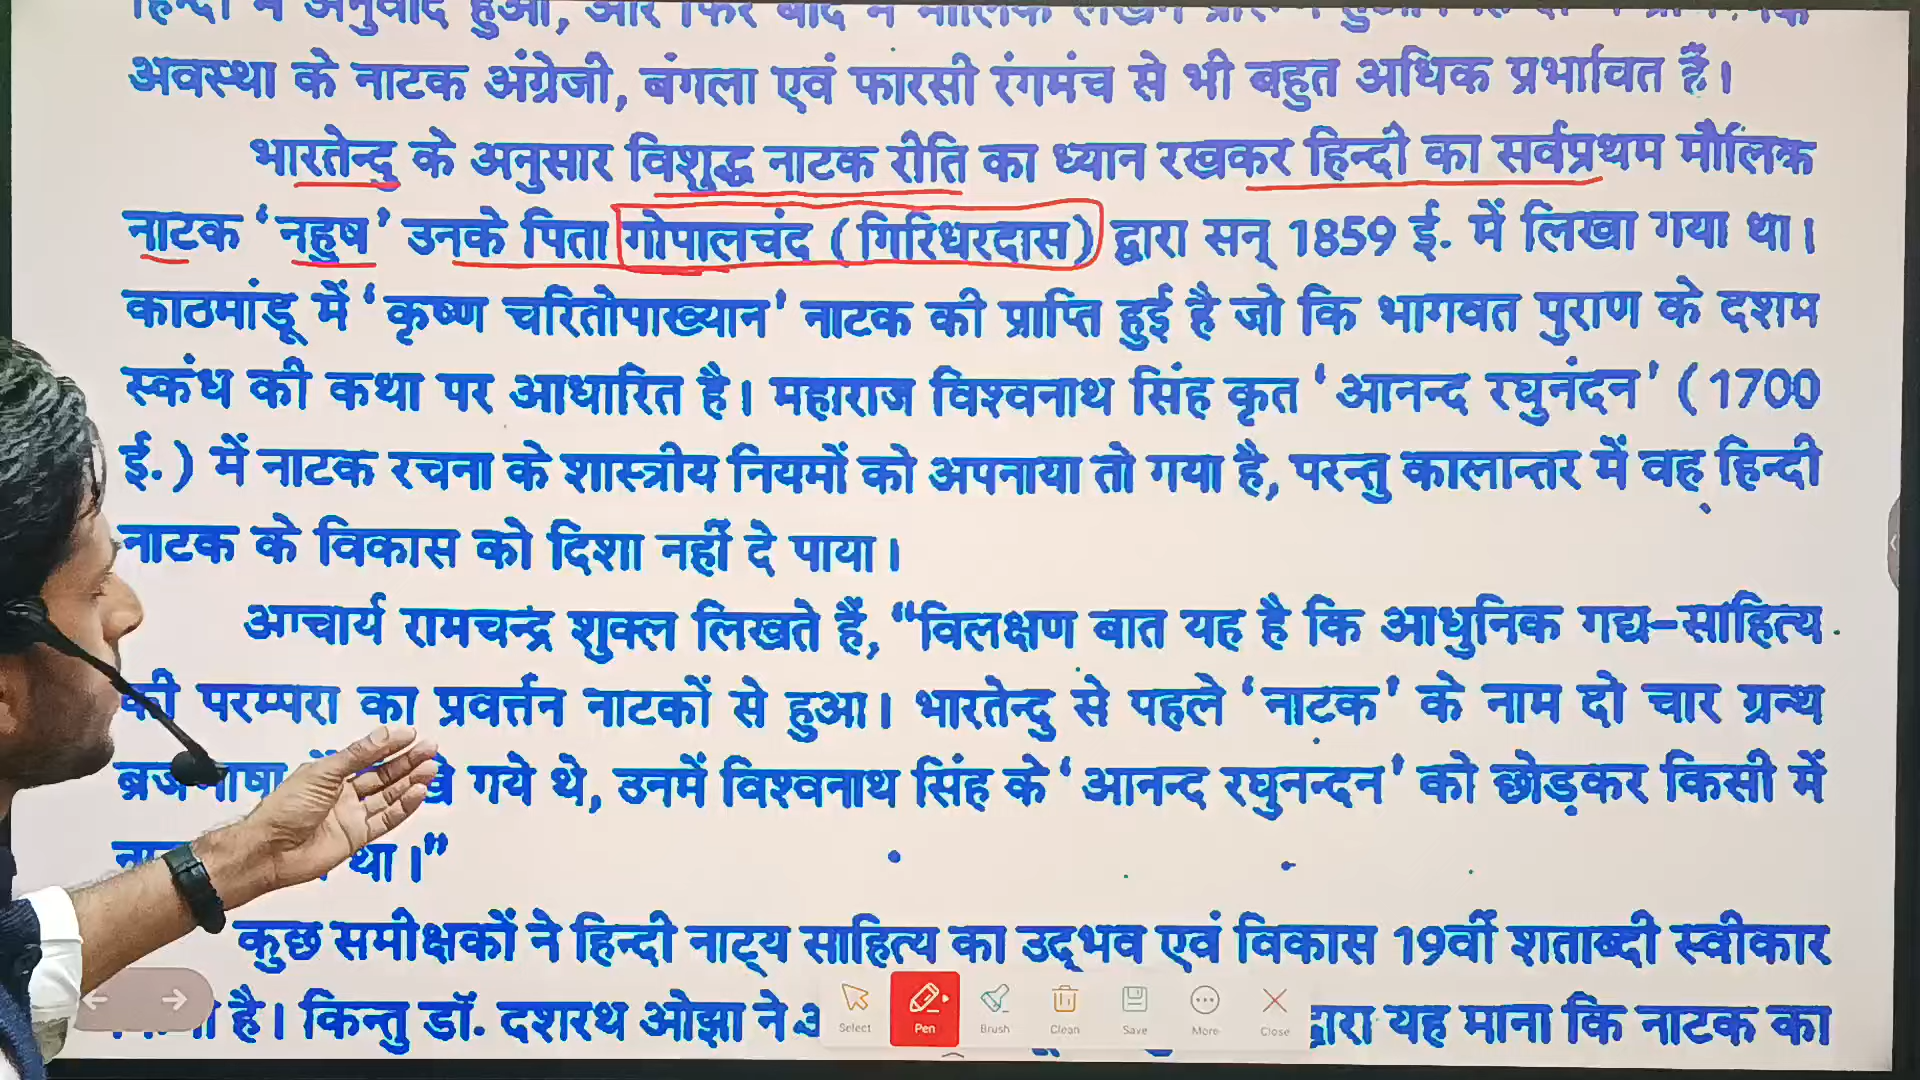 हिन्दी में अनुवाद हुआ, और फिर बाद में मौलिक लेखन
अवस्था के नाटक अंग्रेजी, बंगला एवं फारसी रंगमंच से भी बहुत अधिक प्रभावित हैं।
भारतेन्दु के अनुसार विशुद्ध नाटक रीति का ध्यान रखकर हिन्दी का सर्वप्रथम मौलिक
नाटक ‘नहुष’ उनके पिता गोपालचंद (गिरिधरदास) द्वारा सन् 1859 ई. में लिखा गया था।
काठमांडू में ‘कृष्ण चरितोपाख्यान’ नाटक की प्राप्ति हुई है जो कि भागवत पुराण के दशम
स्कंध की कथा पर आधारित है। महाराज विश्वनाथ सिंह कृत ‘आनन्द रघुनंदन’ (1700
ई.) में नाटक रचना के शास्त्रीय नियमों को अपनाया तो गया है, परन्तु कालान्तर में वह हिन्दी
नाटक के विकास को दिशा नहीं दे पाया।
आचार्य रामचन्द्र शुक्ल लिखते हैं, “विलक्षण बात यह है कि आधुनिक गद्य-साहित्य
की परम्परा का प्रवर्त्तन नाटकों से हुआ। भारतेन्दु से पहले ‘नाटक’ के नाम दो चार ग्रन्थ
ब्रजभाषा गये थे, उनमें विश्वनाथ सिंह के ‘आनन्द रघुनन्दन’ को छोड़कर किसी में
था।”
कुछ समीक्षकों ने हिन्दी नाट्य साहित्य का उद्भव एवं विकास 19वीं शताब्दी स्वीकार
है। किन्तु डॉ. दशरथ ओझा ने द्वारा यह माना कि नाटक का
Select Pen Brush Clean Save More Close